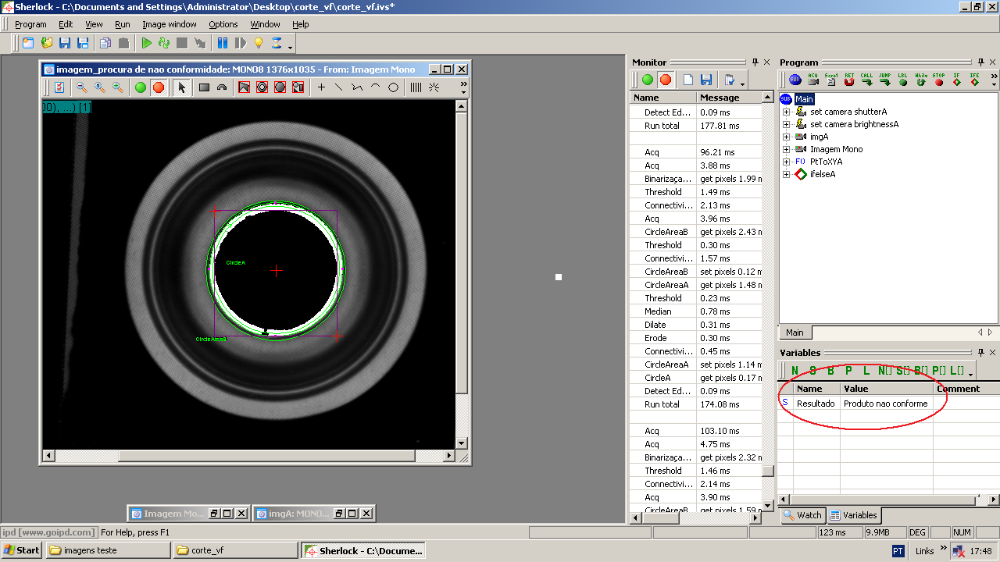 Sherlock - C:\Documents and Settings\Administrator\Desktop\corte_vf\corte_vf.ivs*
Program Edit View Run Image window Options Window Help
imagem_procura de nao conformidade: MONO8 1376x1035 - From: Imagem Mono
00), ...) [1]
CircleA
CircleAreaB
Imagem Mo...
imgA: MONO...
Monitor
Name Message
Detect Ed... 0.09 ms
Run total 177.81 ms
Acq 96.21 ms
Acq 3.88 ms
Binarizaça... get pixels 1.99 m
Threshold 1.49 ms
Connectivi... 2.13 ms
Acq 3.96 ms
CircleAreaB get pixels 2.43 m
Threshold 0.30 ms
Connectivi... 1.57 ms
CircleAreaB set pixels 0.12 m
CircleAreaA get pixels 1.48 m
Threshold 0.23 ms
Median 0.78 ms
Dilate 0.31 ms
Erode 0.30 ms
Connectivi... 0.45 ms
CircleAreaA set pixels 1.14 m
CircleA get pixels 0.17 m
Detect Ed... 0.09 ms
Run total 174.08 ms
Acq 103.10 ms
Acq 4.75 ms
Binarizaça... get pixels 2.32 m
Threshold 1.46 ms
Connectivi... 2.14 ms
Acq 3.90 ms
CircleAreaB get pixels 1.59 m
Program
SUB ACQ Script RET CALL JUMP LBL While STOP IF IFE
SUB Main
set camera shutterA
set camera brightnessA
imgA
Imagem Mono
F() PtToXYA
ifelseA
Main
Variables
N S B P L N[] S[] B[] P[] L[]
Name Value Comment
S Resultado Produto nao conforme
Watch Variables
ipd [www.goipd.com] For Help, press F1
123 ms 9.9MB DEG NUM
Start imagens teste corte_vf Sherlock - C:\Docume... PT Links » 17:48